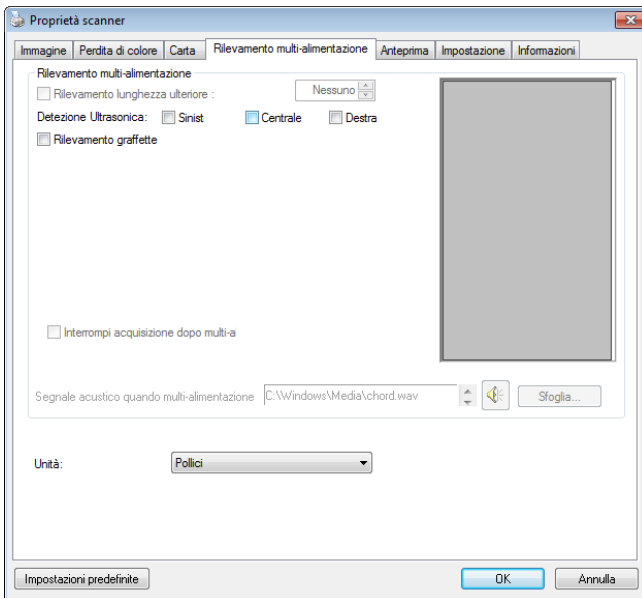 Proprietà scanner
Immagine Perdita di colore Carta Rilevamento multi-alimentazione Anteprima Impostazione Informazioni
Rilevamento multi-alimentazione
Rilevamento lunghezza ulteriore : Nessuno
Detezione Ultrasonica: Sinist Centrale Destra
Rilevamento graffette
Interrompi acquisizione dopo multi-a
Segnale acustico quando multi-alimentazione C:\Windows\Media\chord.wav Sfoglia...
Unità: Pollici
Impostazioni predefinite OK Annulla